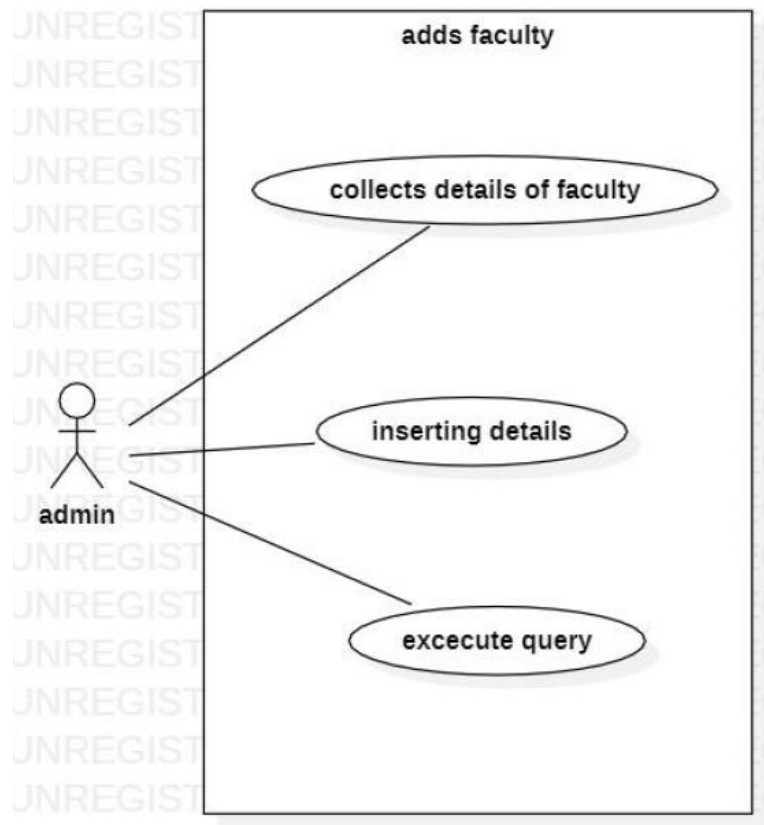 adds faculty
collects details of faculty
inserting details
admin
excecute query